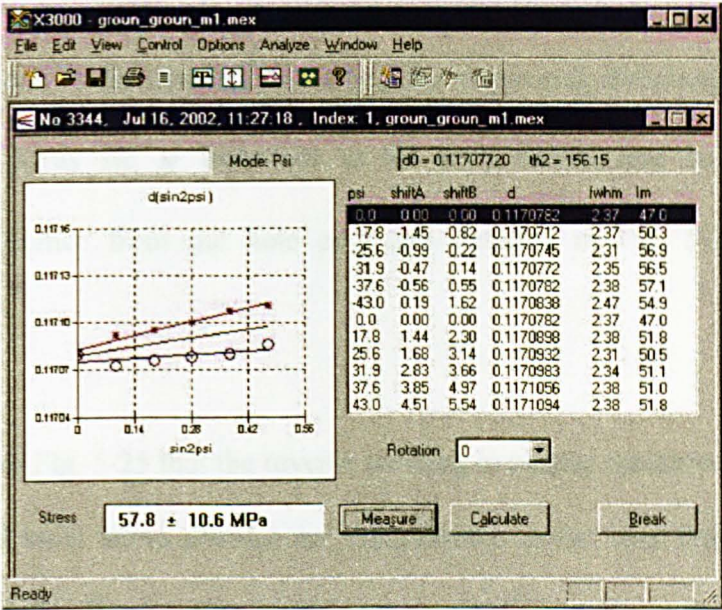 X3000 - groun_groun_m1.mex
File Edit View Control Options Analyze Window Help
No 3344, Jul 16, 2002, 11:27:18 , Index: 1, groun_groun_m1.mex
Mode: Psi
d0 = 0.11707720 th2 = 156.15
d(sin2psi)
0.11716
0.11713
0.11710
0.11707
0.11704
0 0.14 0.28 0.42 0.56
sin2psi
psi shiftA shiftB d fwhm Im
0.0 0.00 0.00 0.1170782 2.37 47.0
-17.8 -1.45 -0.82 0.1170712 2.37 50.3
-25.6 -0.99 -0.22 0.1170745 2.31 56.9
-31.9 -0.47 0.14 0.1170772 2.35 56.5
-37.6 -0.56 0.55 0.1170782 2.38 57.1
-43.0 0.19 1.62 0.1170838 2.47 54.9
0.0 0.00 0.00 0.1170782 2.37 47.0
17.8 1.44 2.30 0.1170898 2.38 51.8
25.6 1.68 3.14 0.1170932 2.31 50.5
31.9 2.83 3.66 0.1170983 2.34 51.1
37.6 3.85 4.97 0.1171056 2.38 51.0
43.0 4.51 5.54 0.1171094 2.38 51.8
Rotation 0
Stress 57.8 ± 10.6 MPa Measure Calculate Break
Ready